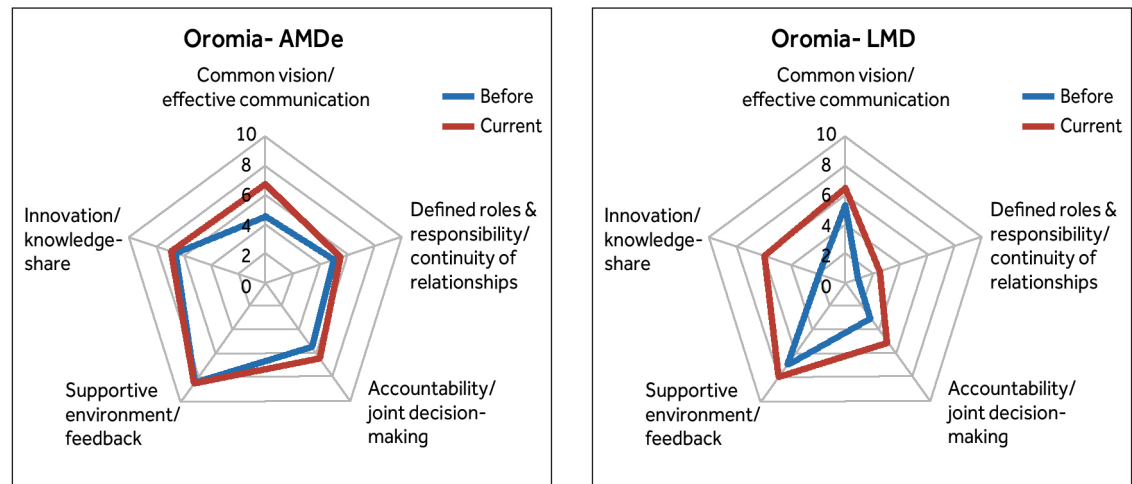 Oromia- AMDe
Common vision/
effective communication
Before
Current
10
8
6
4
2
0
Innovation/
knowledge-
share
Defined roles &
responsibility/
continuity of
relationships
Supportive
environment/
feedback
Accountability/
joint decision-
making
Oromia- LMD
Common vision/
effective communication
Before
Current
10
8
6
4
2
0
Innovation/
knowledge-
share
Defined roles &
responsibility/
continuity of
relationships
Supportive
environment/
feedback
Accountability/
joint decision-
making